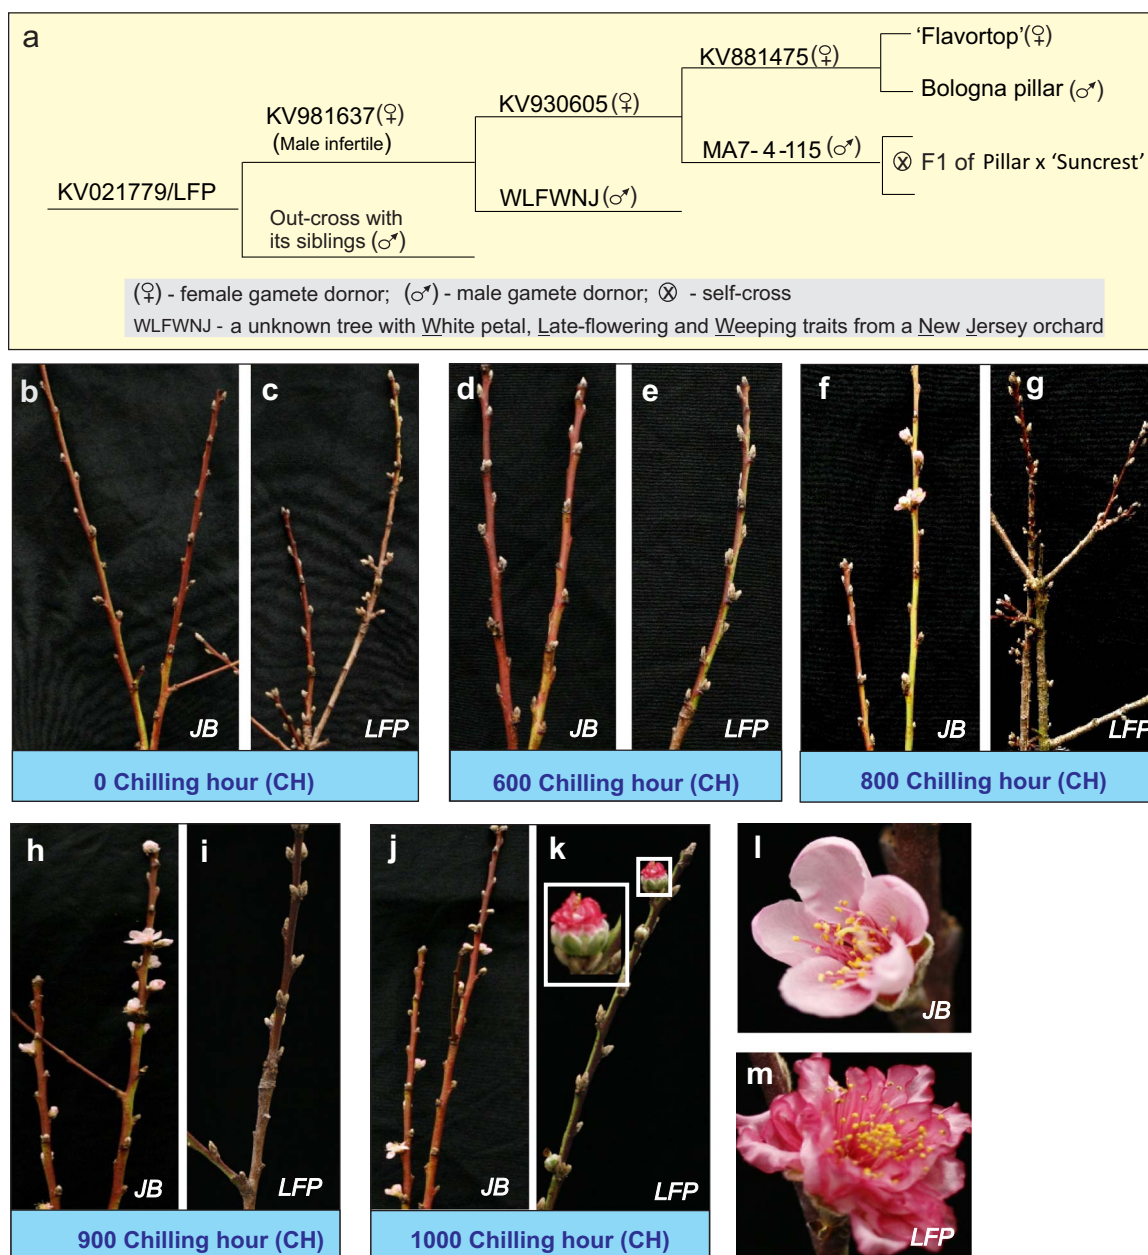 a
KV021779/LFP
KV981637(♀)
(Male infertile)
Out-cross with
its siblings (♂)
KV930605(♀)
WLFWNJ(♂)
KV881475(♀)
MA7-4-115(♂)
'Flavortop'(♀)
Bologna pillar (♂)
ⓧ F1 of Pillar x 'Suncrest'
(♀) - female gamete dornor; (♂) - male gamete dornor; ⓧ - self-cross
WLFWNJ - a unknown tree with White petal, Late-flowering and Weeping traits from a New Jersey orchard
b
JB
c
LFP
0 Chilling hour (CH)
d
JB
e
LFP
600 Chilling hour (CH)
f
JB
g
LFP
800 Chilling hour (CH)
h
JB
i
LFP
900 Chilling hour (CH)
j
JB
k
LFP
1000 Chilling hour (CH)
l
JB
m
LFP